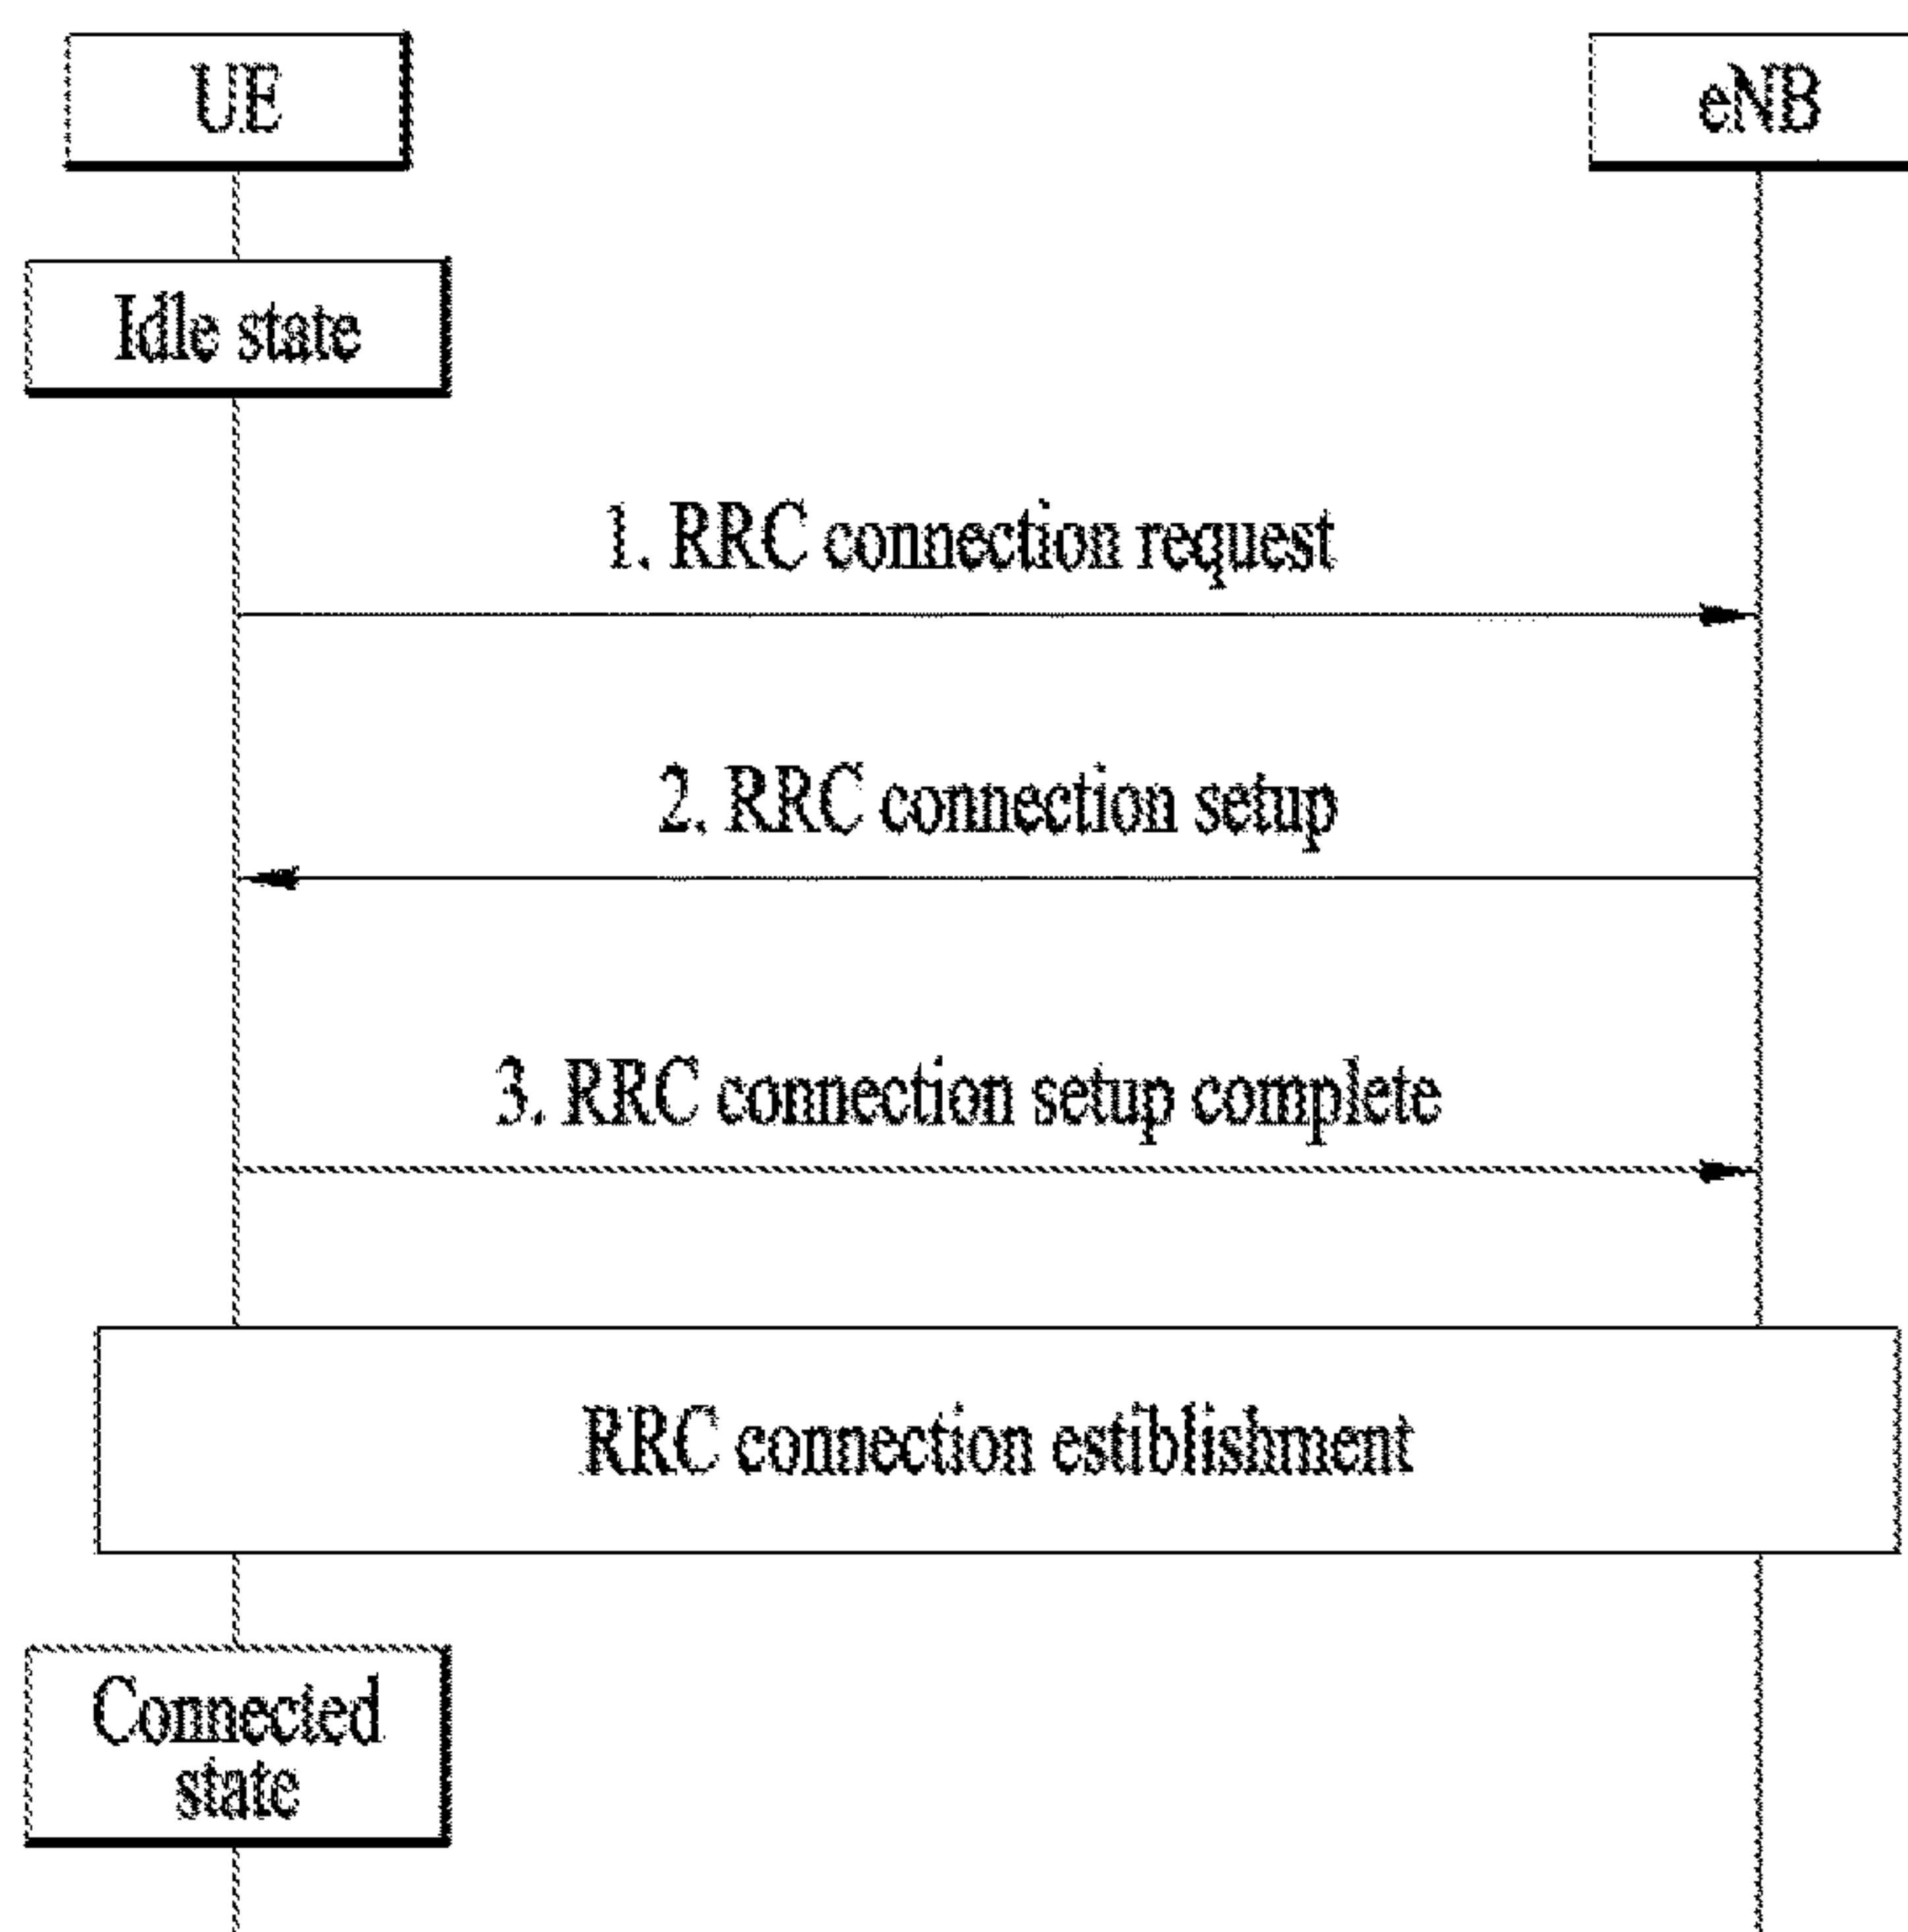 UE
eNB
Idle state
1. RRC connection request
2. RRC connection setup
3. RRC connection setup complete
RRC connection estiblishment
Connected
state